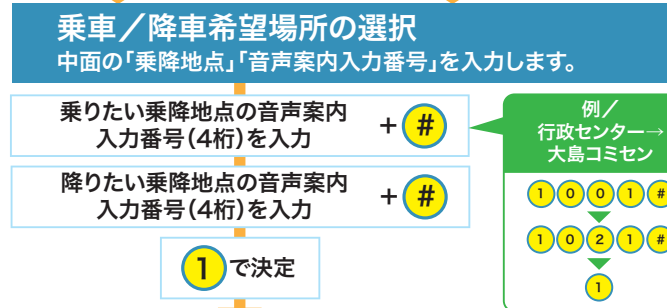 乗車／降車希望場所の選択
中面の「乗降地点」「音声案内入力番号」を入力します。
乗りたい乗降地点の音声案内
入力番号（4桁）を入力
+ #
降りたい乗降地点の音声案内
入力番号（4桁）を入力
+ #
1 で決定
例／
行政センター→
大島コミセン
1 0 0 1 #
1 0 2 1 #
1